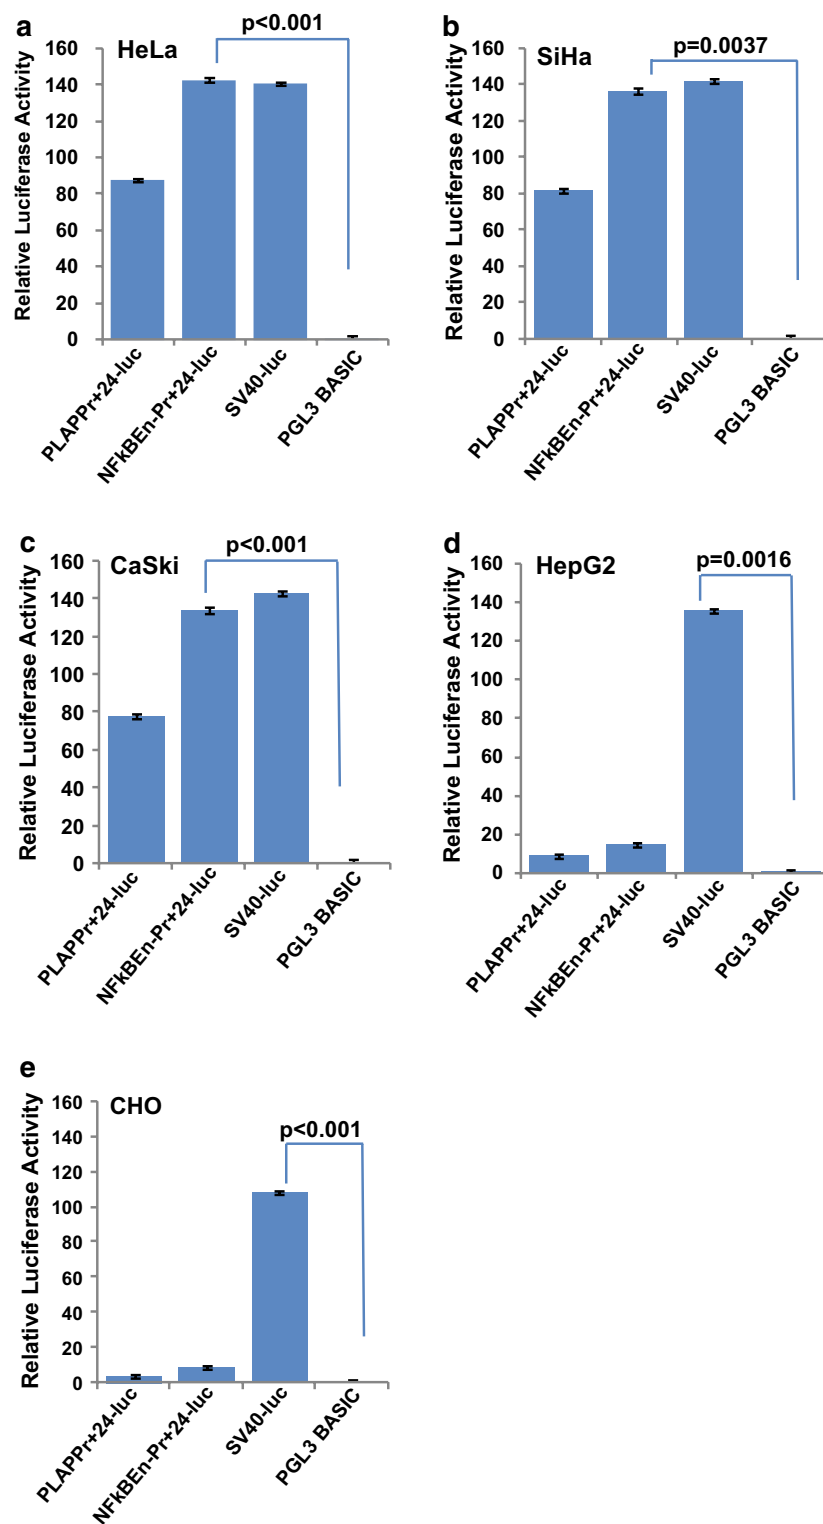 a
HeLa
p<0.001
Relative Luciferase Activity
160
140
120
100
80
60
40
20
0
PLAPPr+24-luc
NFkBEn-Pr+24-luc
SV40-luc
PGL3 BASIC
b
SiHa
p=0.0037
Relative Luciferase Activity
160
140
120
100
80
60
40
20
0
PLAPPr+24-luc
NFkBEn-Pr+24-luc
SV40-luc
PGL3 BASIC
c
CaSki
p<0.001
Relative Luciferase Activity
160
140
120
100
80
60
40
20
0
PLAPPr+24-luc
NFkBEn-Pr+24-luc
SV40-luc
PGL3 BASIC
d
HepG2
p=0.0016
Relative Luciferase Activity
160
140
120
100
80
60
40
20
0
PLAPPr+24-luc
NFkBEn-Pr+24-luc
SV40-luc
PGL3 BASIC
e
CHO
p<0.001
Relative Luciferase Activity
160
140
120
100
80
60
40
20
0
PLAPPr+24-luc
NFkBEn-Pr+24-luc
SV40-luc
PGL3 BASIC